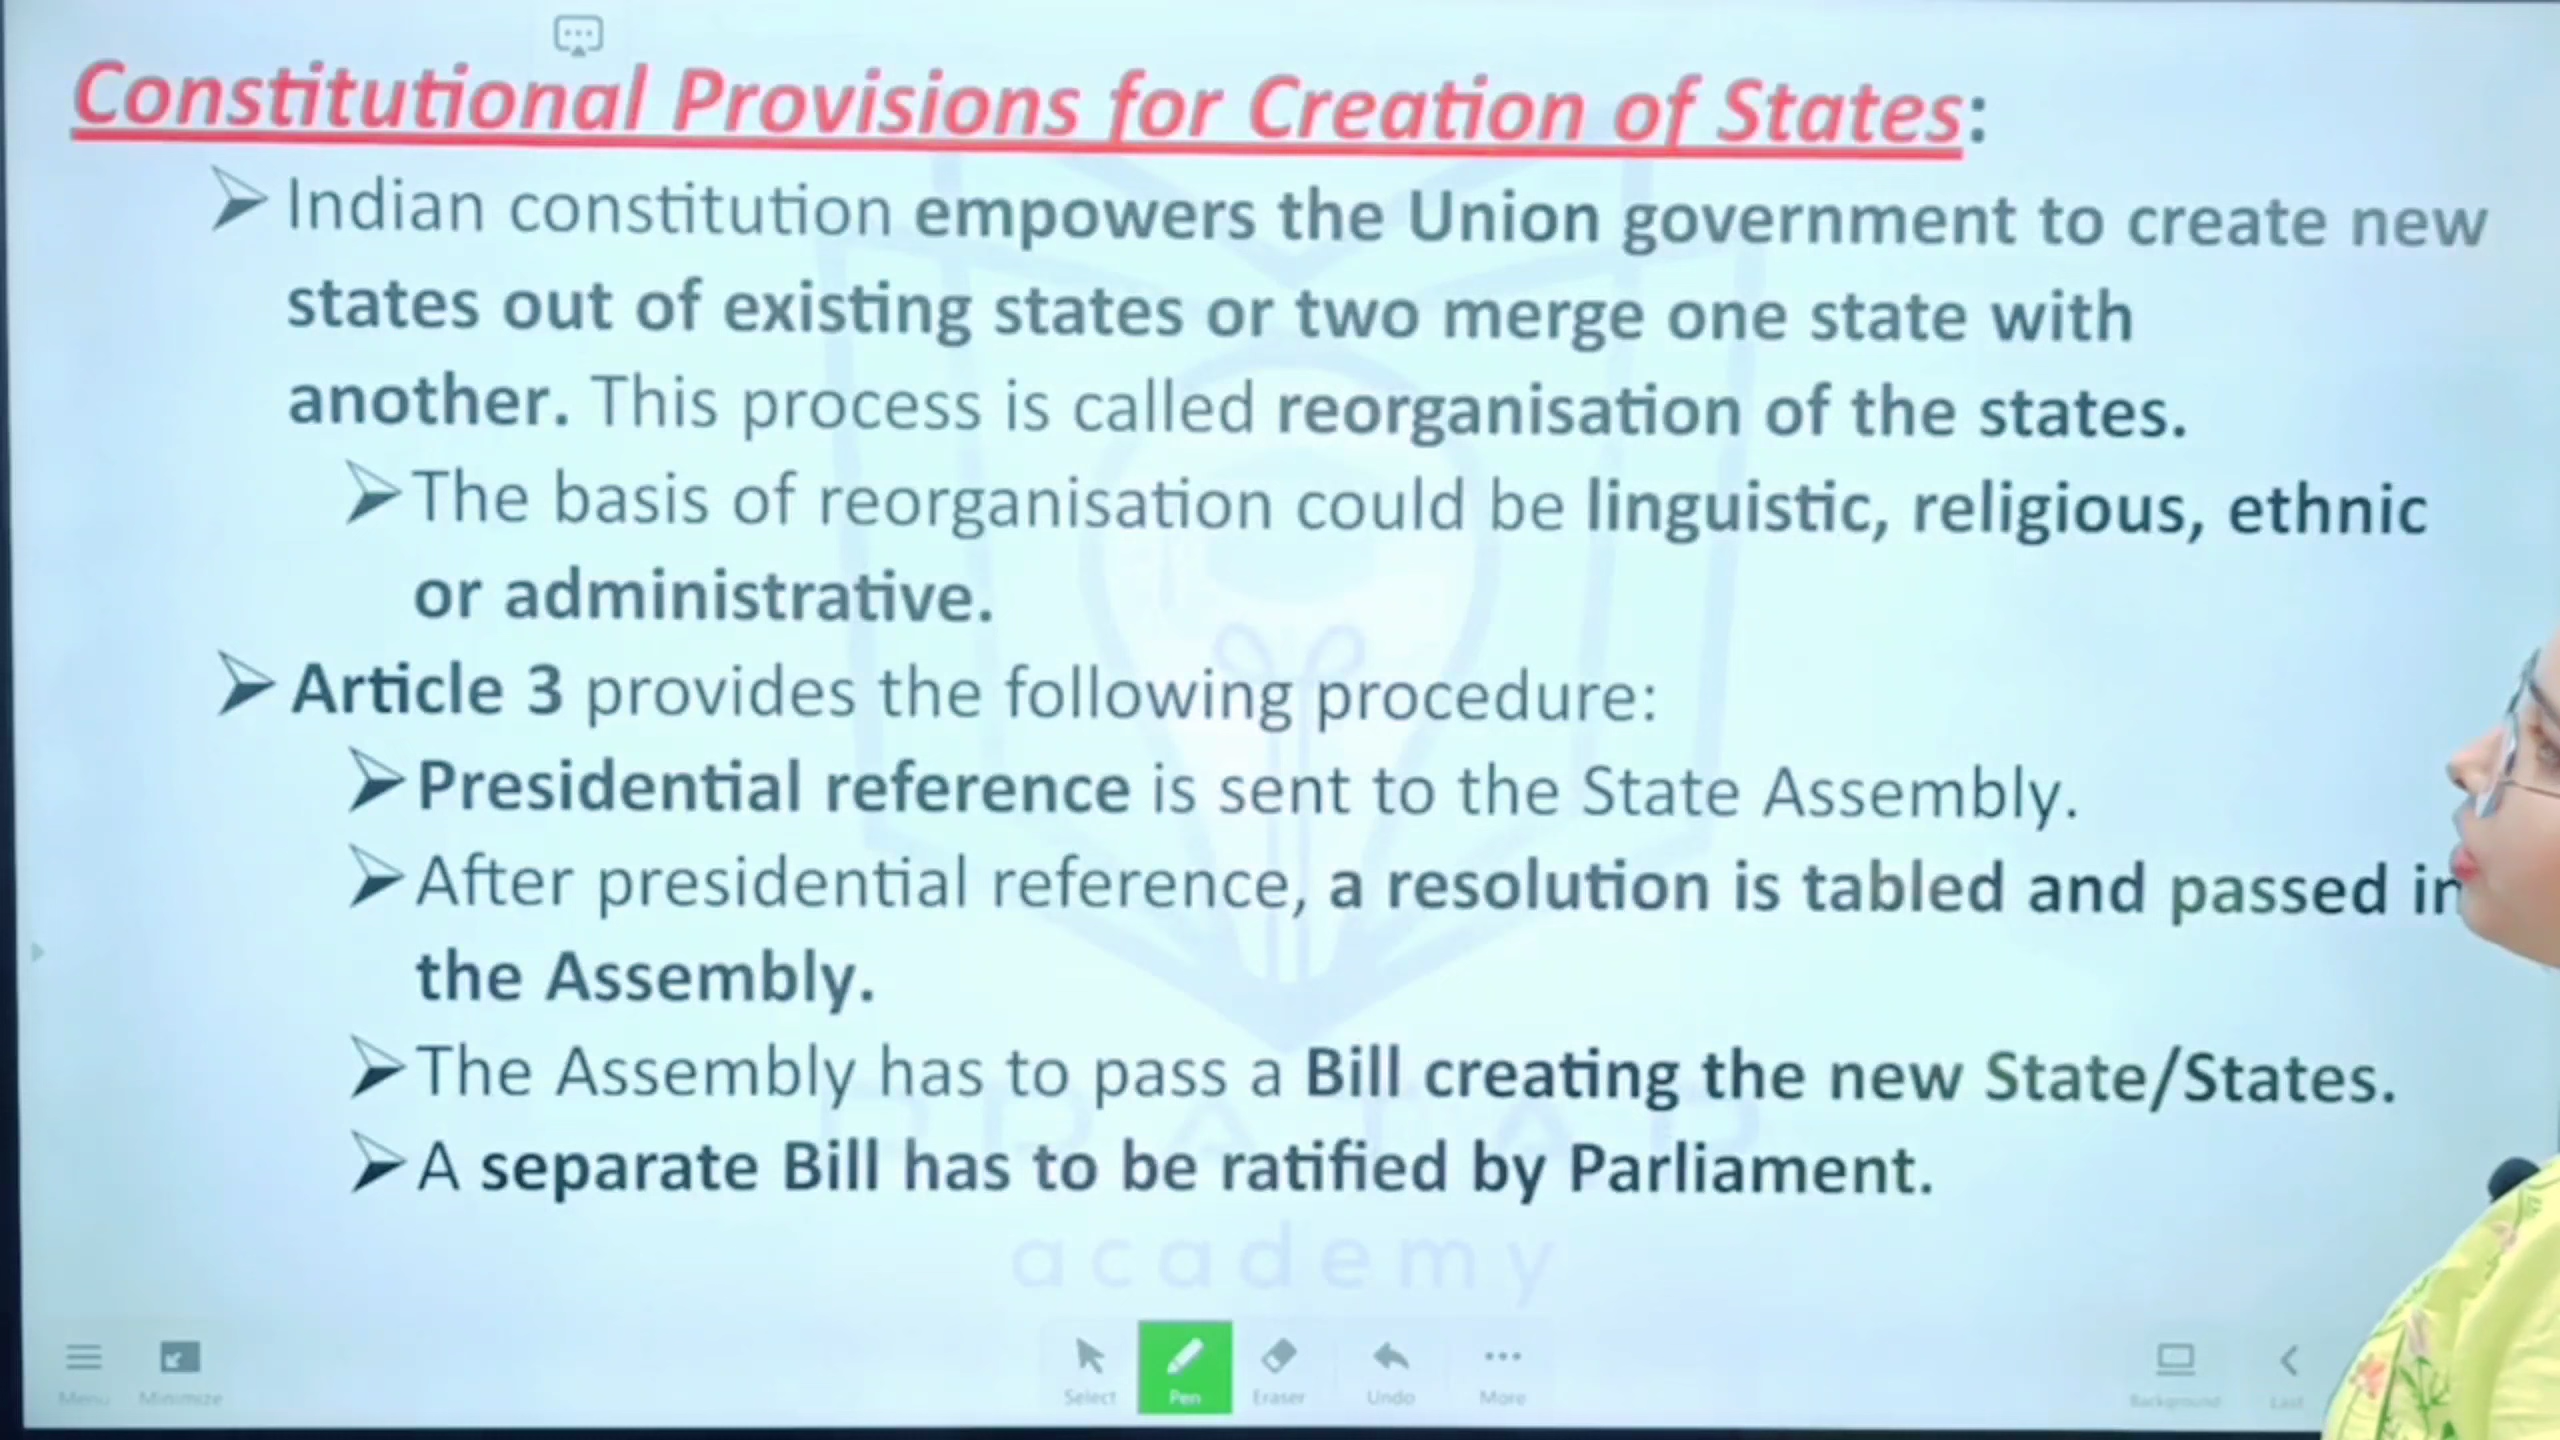 Constitutional Provisions for Creation of States:
Indian constitution empowers the Union government to create new
states out of existing states or two merge one state with
another. This process is called reorganisation of the states.
The basis of reorganisation could be linguistic, religious, ethnic
or administrative.
Article 3 provides the following procedure:
Presidential reference is sent to the State Assembly.
After presidential reference, a resolution is tabled and passed in
the Assembly.
The Assembly has to pass a Bill creating the new State/States.
A separate Bill has to be ratified by Parliament.
academy
Menu Minimize Select Pen Eraser Undo More Background Last